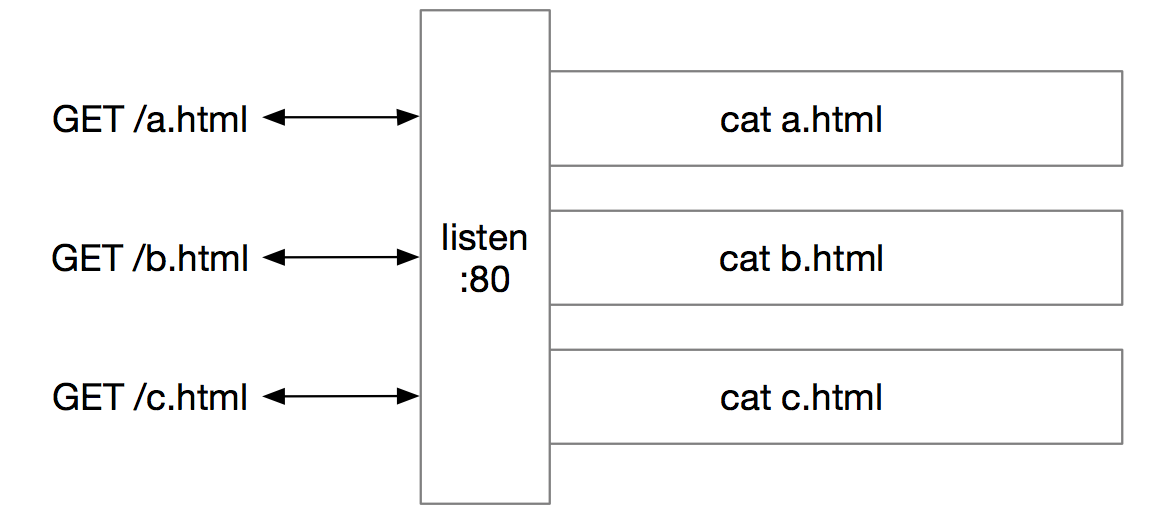 GET /a.html
cat a.html
listen
:80
GET /b.html
cat b.html
GET /c.html
cat c.html